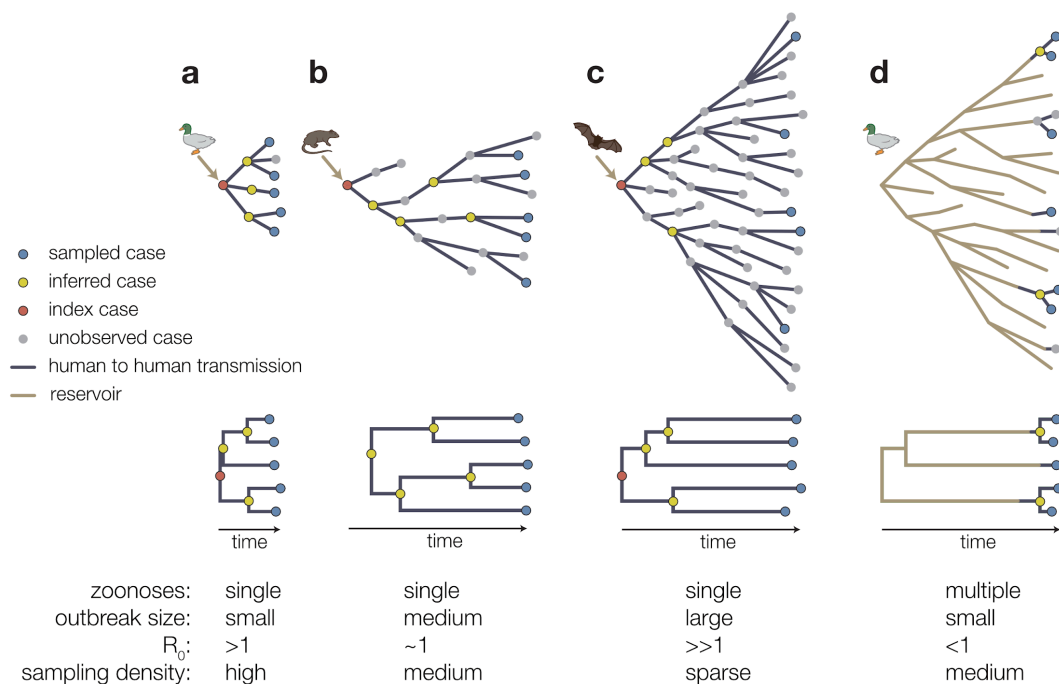 a
b
c
d
sampled case
inferred case
index case
unobserved case
human to human transmission
reservoir
time
time
time
time
zoonoses: single single single multiple
outbreak size: small medium large small
R0: >1 ~1 >>1 <1
sampling density: high medium sparse medium